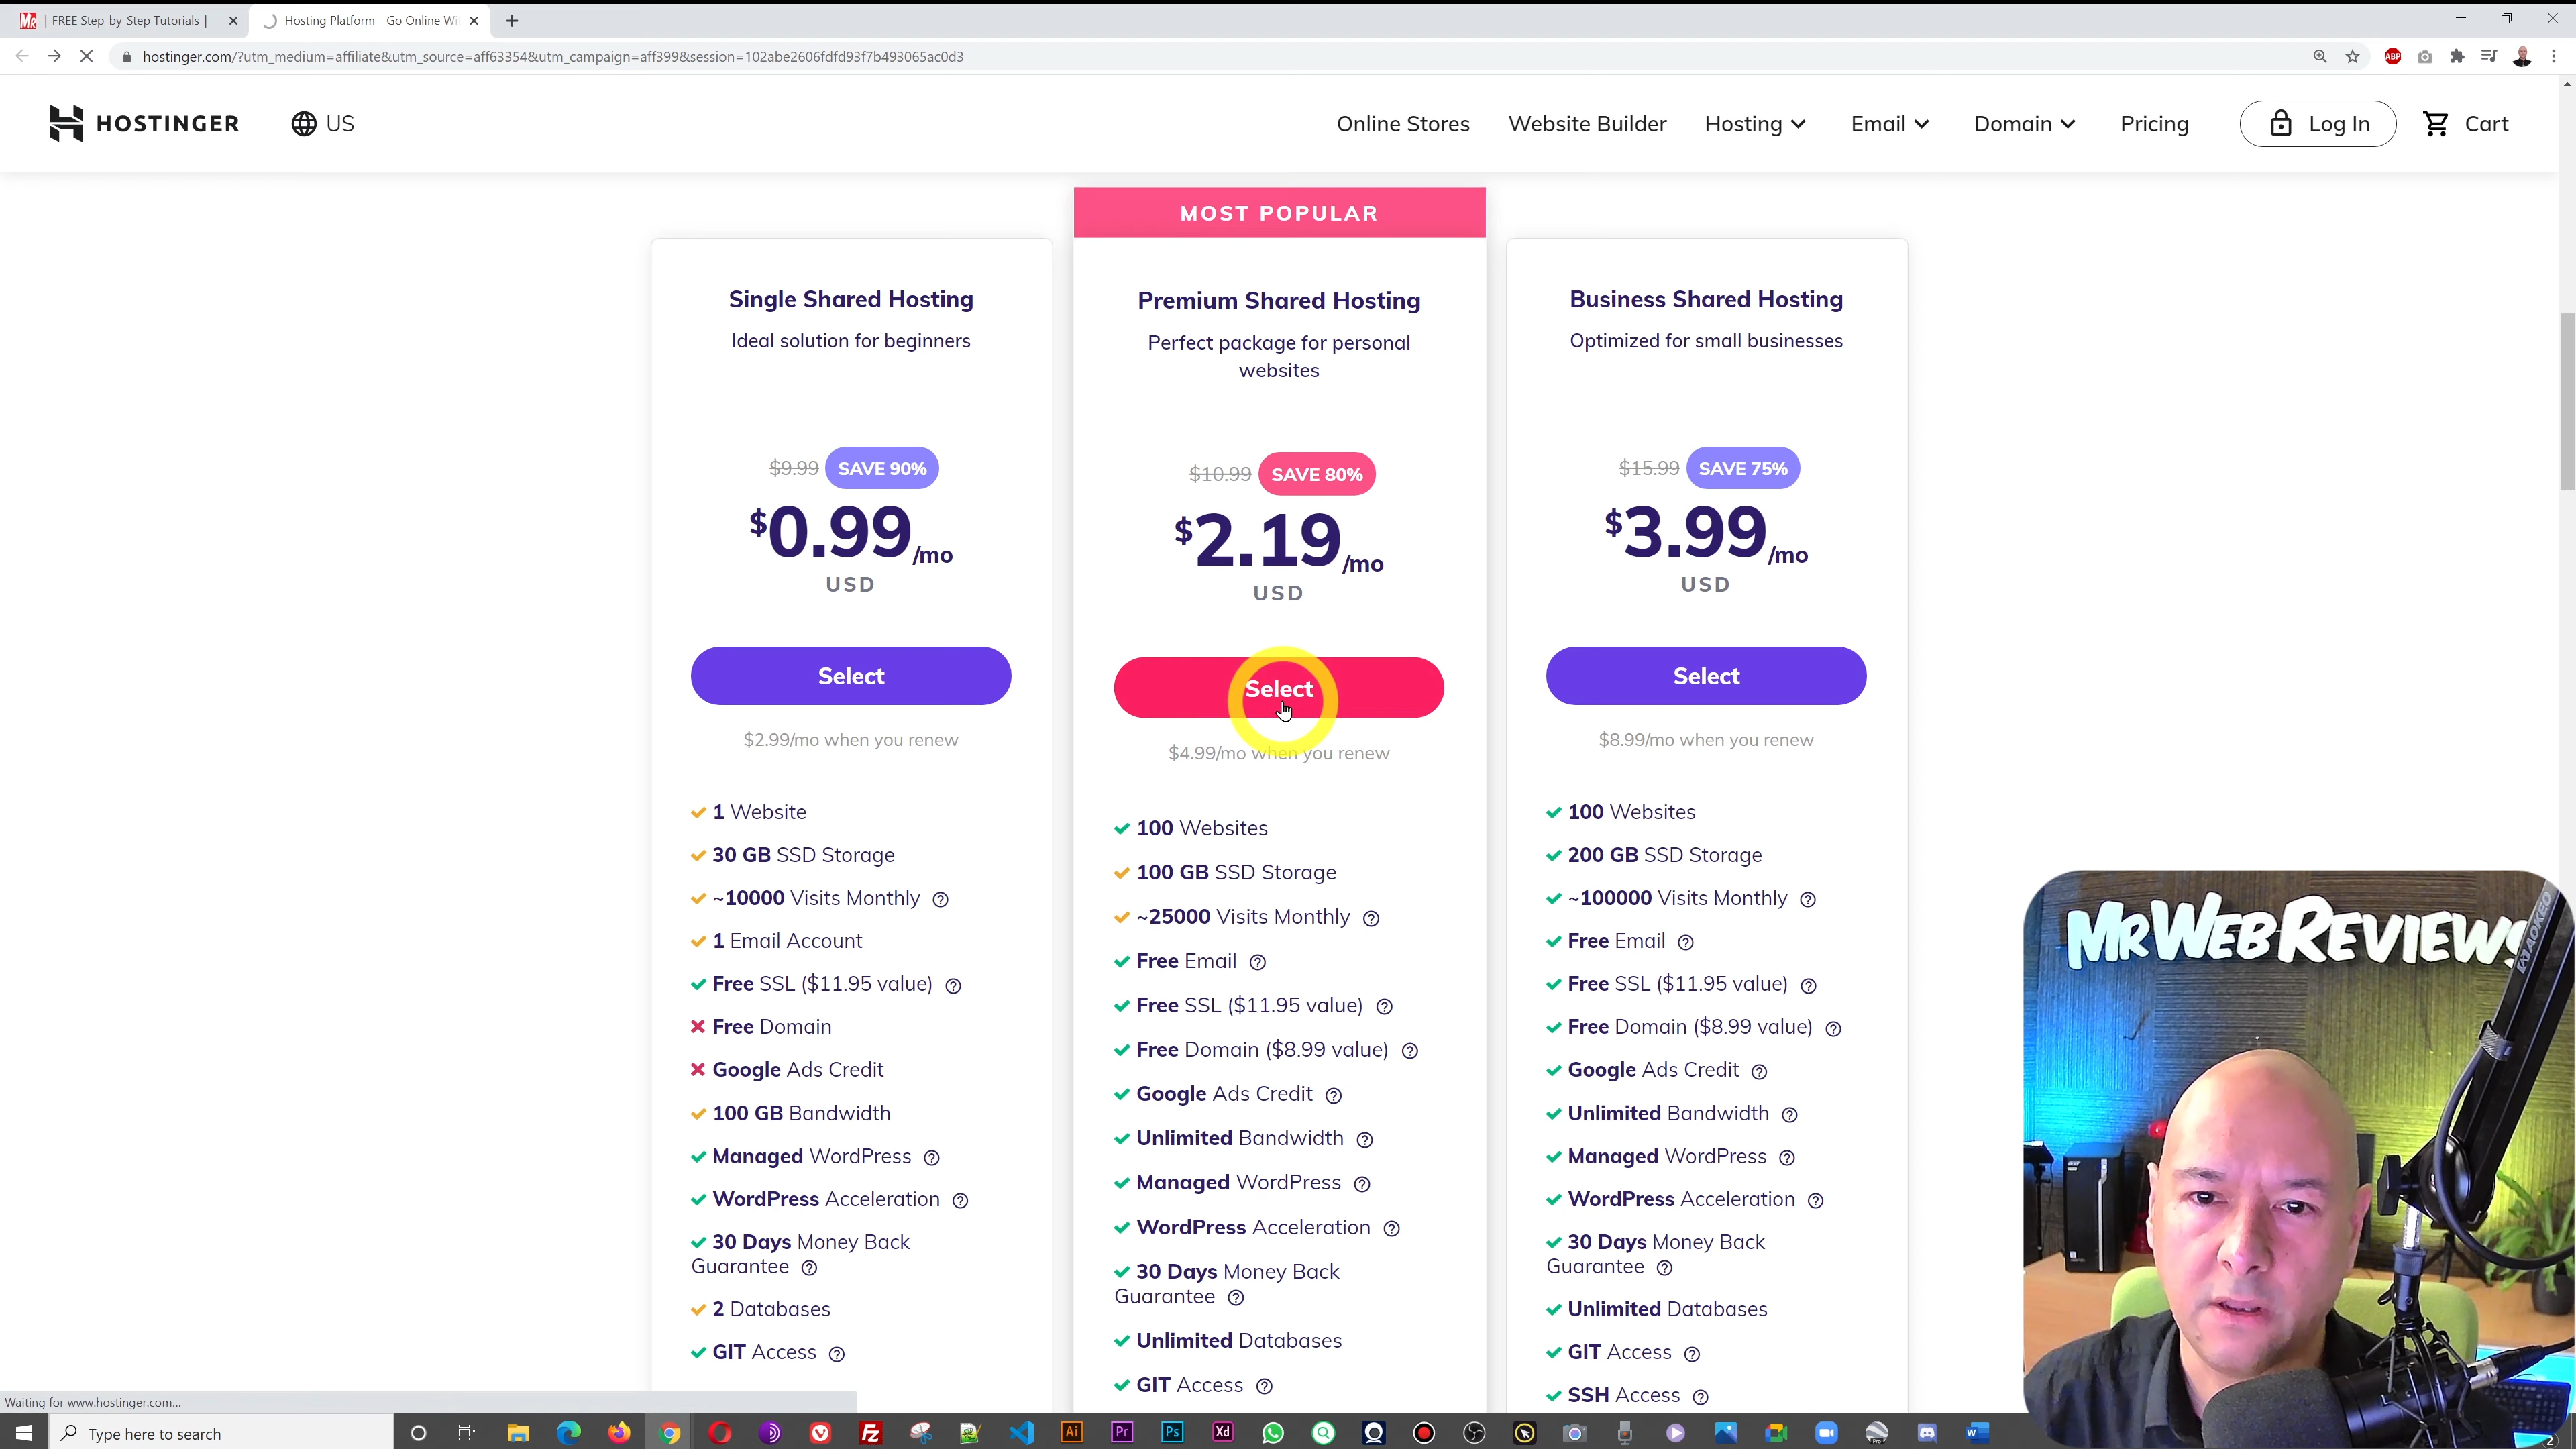 |-FREE Step-by-Step Tutorials-|
Hosting Platform - Go Online Wi
hostinger.com/?utm_medium=affiliate&utm_source=aff63354&utm_campaign=aff399&session=102abe2606fdfd93f7b493065ac0d3
ABP
HOSTINGER
US
Online Stores
Website Builder
Hosting
Email
Domain
Pricing
Log In
Cart
MOST POPULAR
Single Shared Hosting
Ideal solution for beginners
$9.99 SAVE 90%
$0.99/mo
USD
Select
$2.99/mo when you renew
1 Website
30 GB SSD Storage
~10000 Visits Monthly
1 Email Account
Free SSL ($11.95 value)
Free Domain
Google Ads Credit
100 GB Bandwidth
Managed WordPress
WordPress Acceleration
30 Days Money Back
Guarantee
2 Databases
GIT Access
Premium Shared Hosting
Perfect package for personal
websites
$10.99 SAVE 80%
$2.19/mo
USD
Select
$4.99/mo when you renew
100 Websites
100 GB SSD Storage
~25000 Visits Monthly
Free Email
Free SSL ($11.95 value)
Free Domain ($8.99 value)
Google Ads Credit
Unlimited Bandwidth
Managed WordPress
WordPress Acceleration
30 Days Money Back
Guarantee
Unlimited Databases
GIT Access
Business Shared Hosting
Optimized for small businesses
$15.99 SAVE 75%
$3.99/mo
USD
Select
$8.99/mo when you renew
100 Websites
200 GB SSD Storage
~100000 Visits Monthly
Free Email
Free SSL ($11.95 value)
Free Domain ($8.99 value)
Google Ads Credit
Unlimited Bandwidth
Managed WordPress
WordPress Acceleration
30 Days Money Back
Guarantee
Unlimited Databases
GIT Access
SSH Access
MRWEBREVIEWS
MAONO
Waiting for www.hostinger.com...
Type here to search
Ai
Pr
Ps
Xd
2